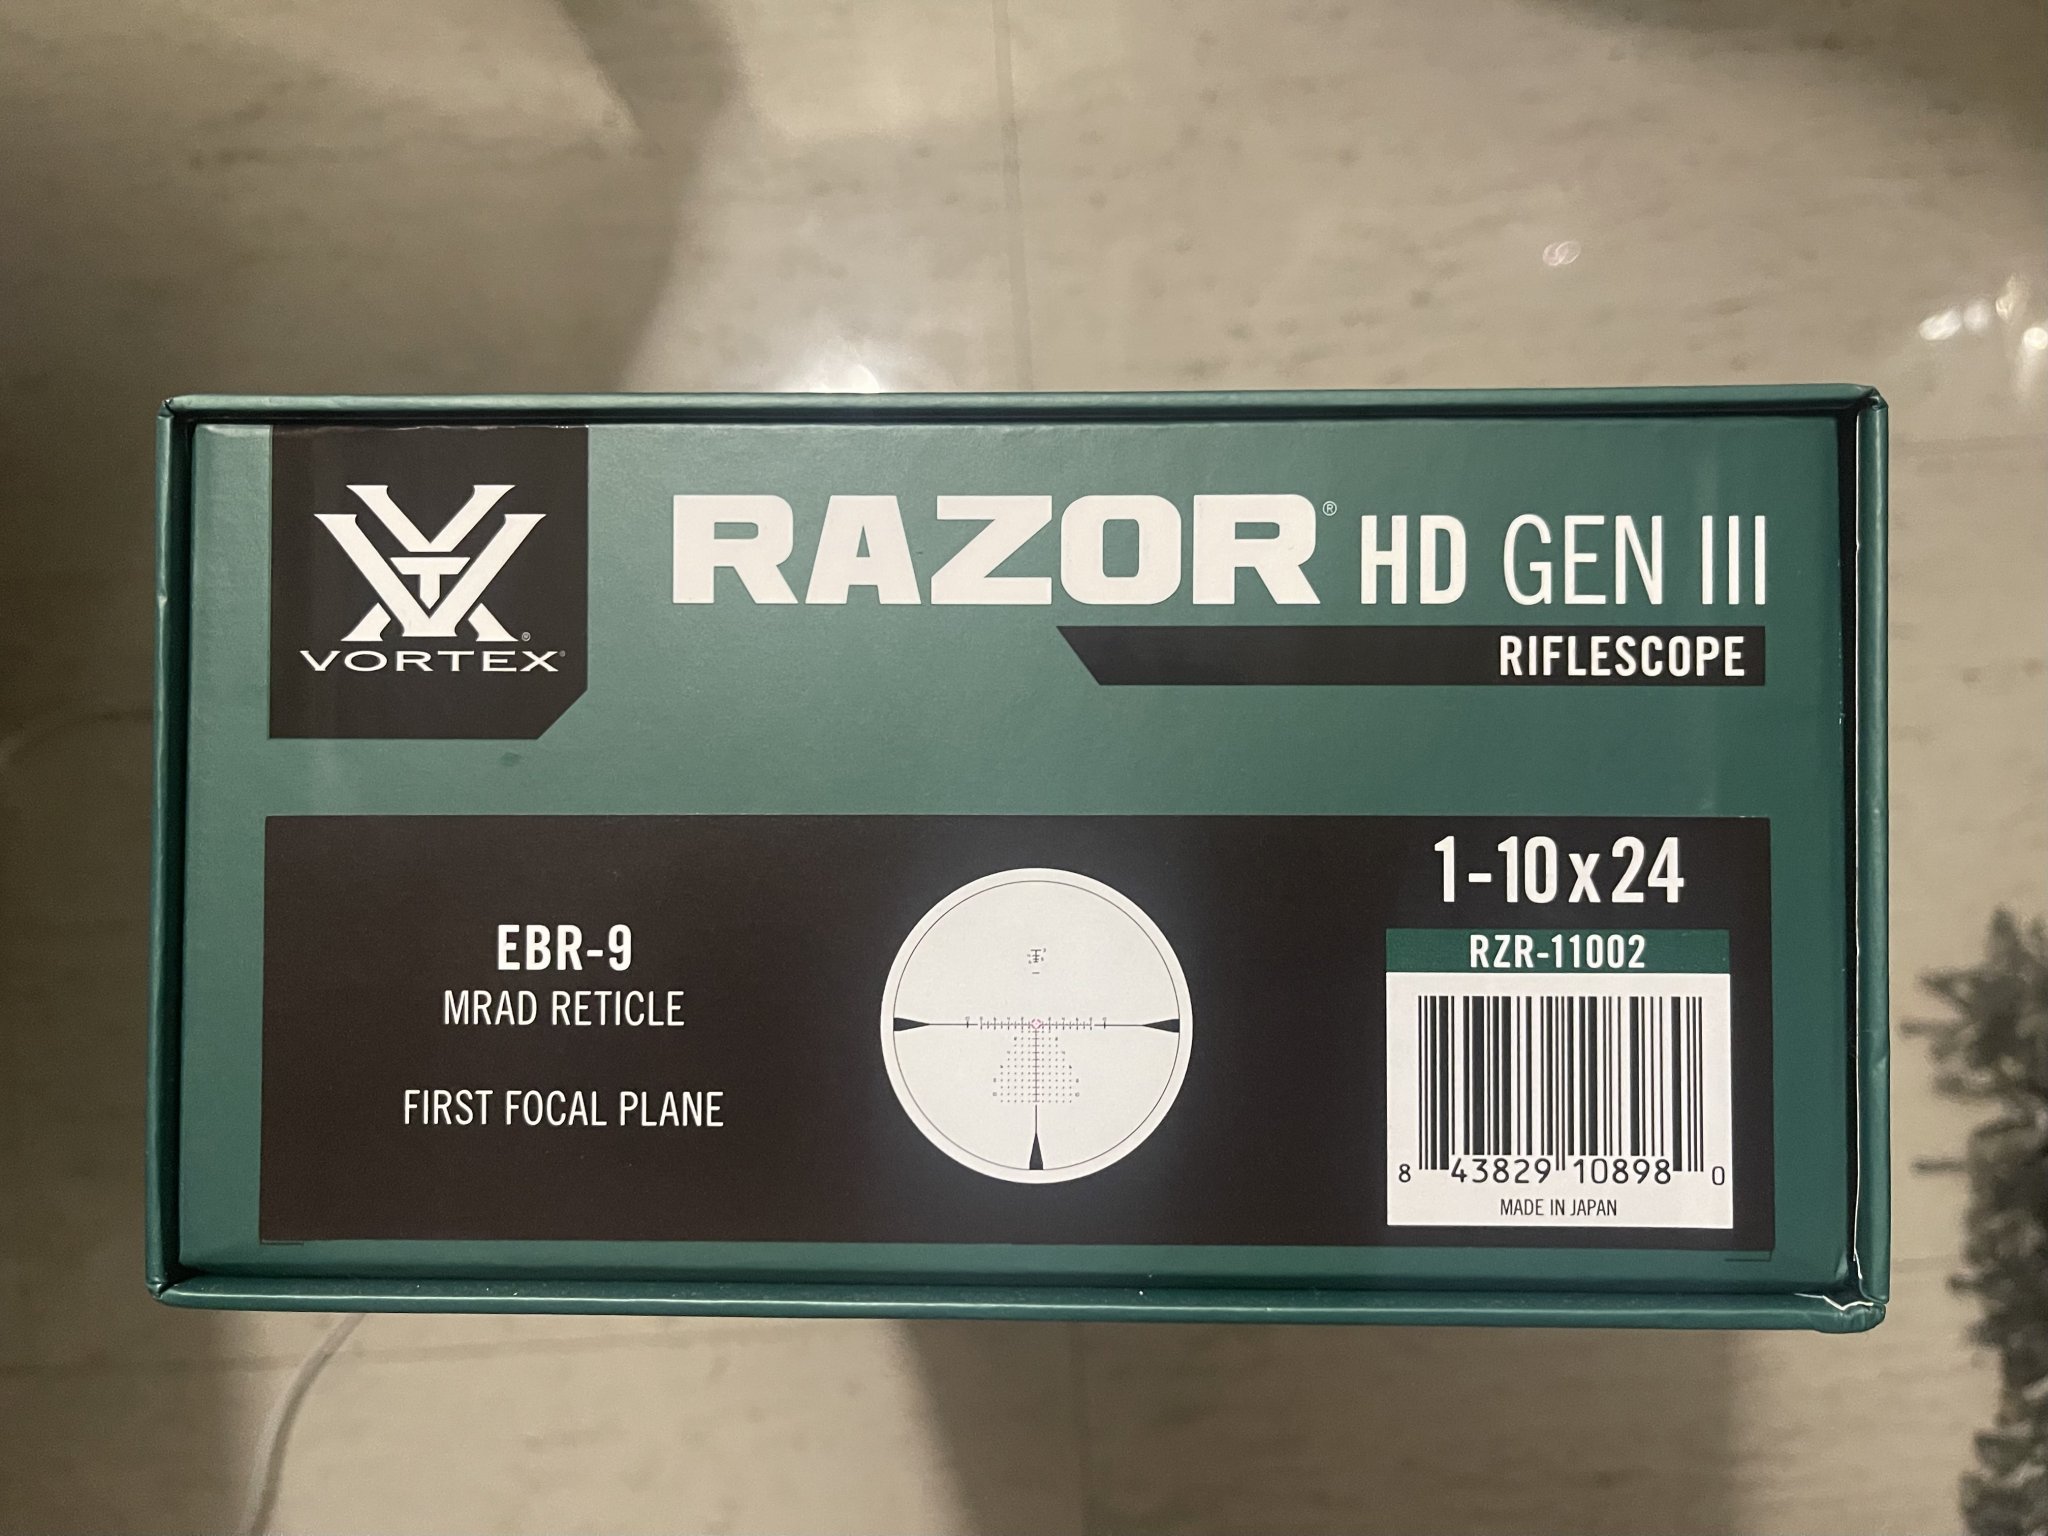 VORTEX®
RAZOR® HD GEN III
RIFLESCOPE
EBR-9
MRAD RETICLE
FIRST FOCAL PLANE
1-10x24
RZR-11002
8 43829 10898 0
MADE IN JAPAN